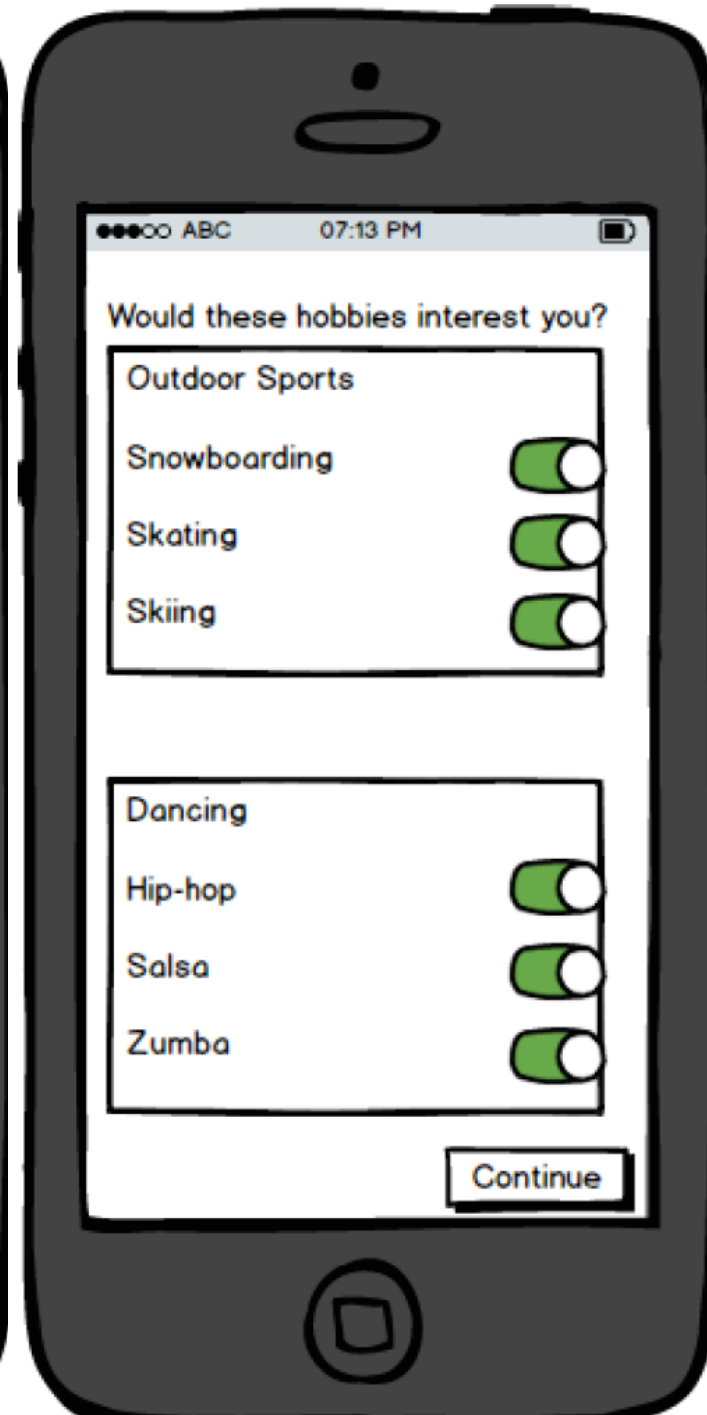 ABC 07:13 PM
Would these hobbies interest you?
Outdoor Sports
Snowboarding
Skating
Skiing
Dancing
Hip-hop
Salsa
Zumba
Continue